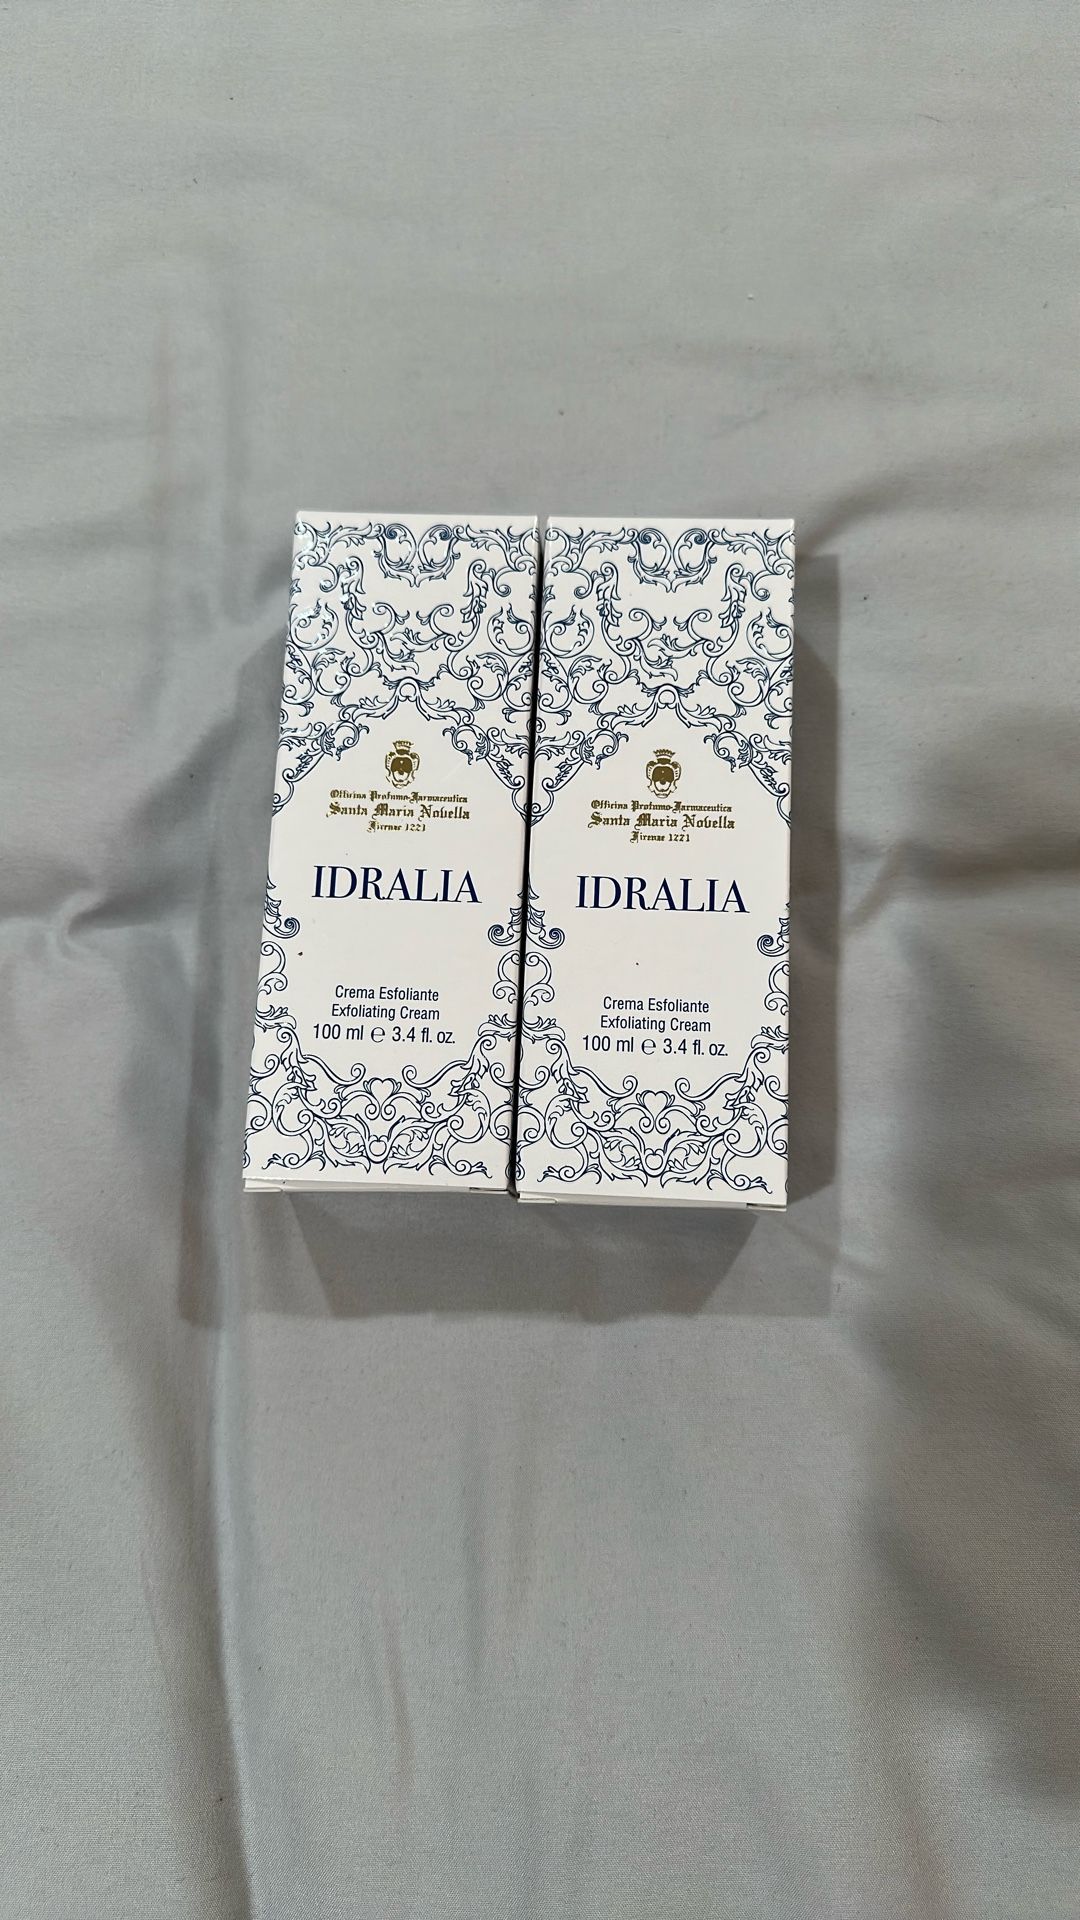 Officina Profumo-Farmaceutica
Santa Maria Novella
Firenze 1221
IDRALIA
Crema Esfoliante
Exfoliating Cream
100 ml ℮ 3.4 fl. oz.
Officina Profumo-Farmaceutica
Santa Maria Novella
Firenze 1221
IDRALIA
Crema Esfoliante
Exfoliating Cream
100 ml ℮ 3.4 fl. oz.